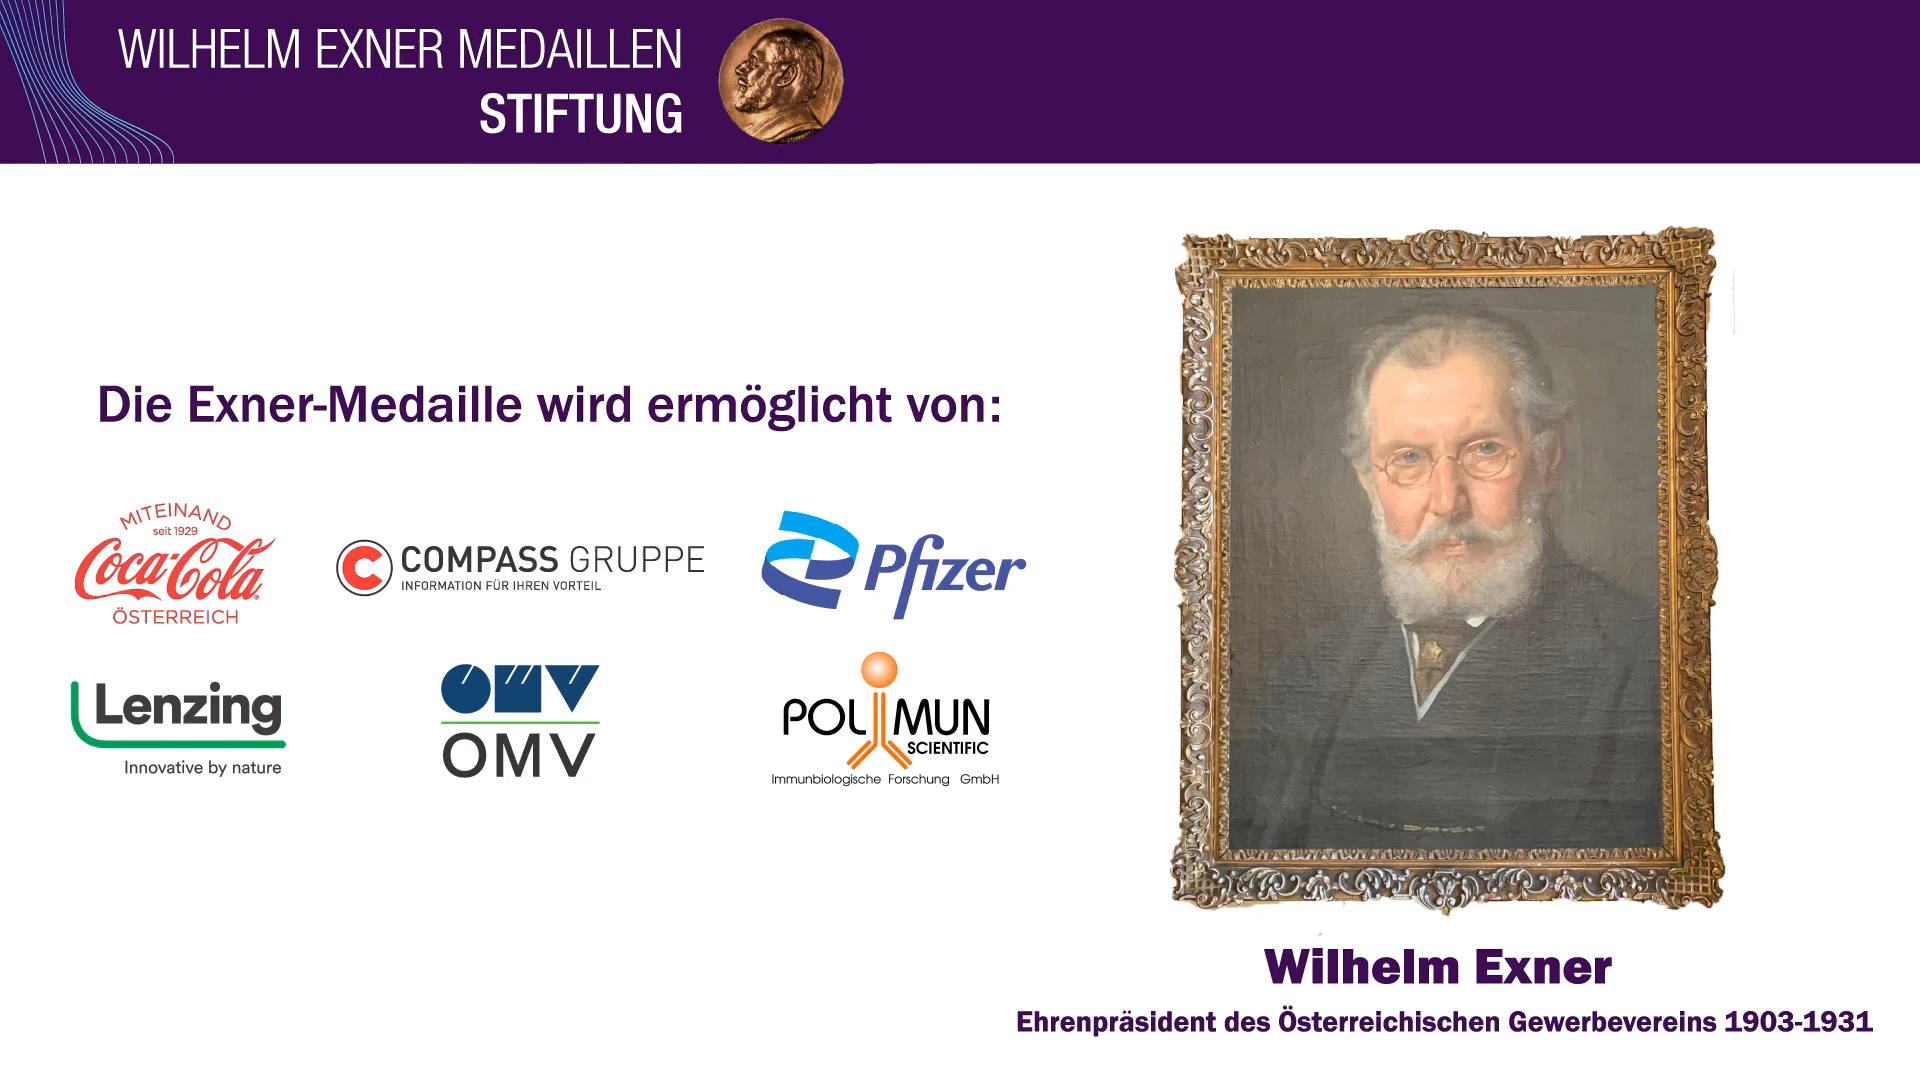 WILHELM EXNER MEDAILLEN
STIFTUNG
Die Exner-Medaille wird ermöglicht von:
MITEINAND
seit 1929
Coca-Cola
ÖSTERREICH
C COMPASS GRUPPE
INFORMATION FÜR IHREN VORTEIL
Pfizer
Lenzing
Innovative by nature
OMV
OMV
POLIMUN
SCIENTIFIC
Immunbiologische Forschung GmbH
Wilhelm Exner
Ehrenpräsident des Österreichischen Gewerbevereins 1903-1931